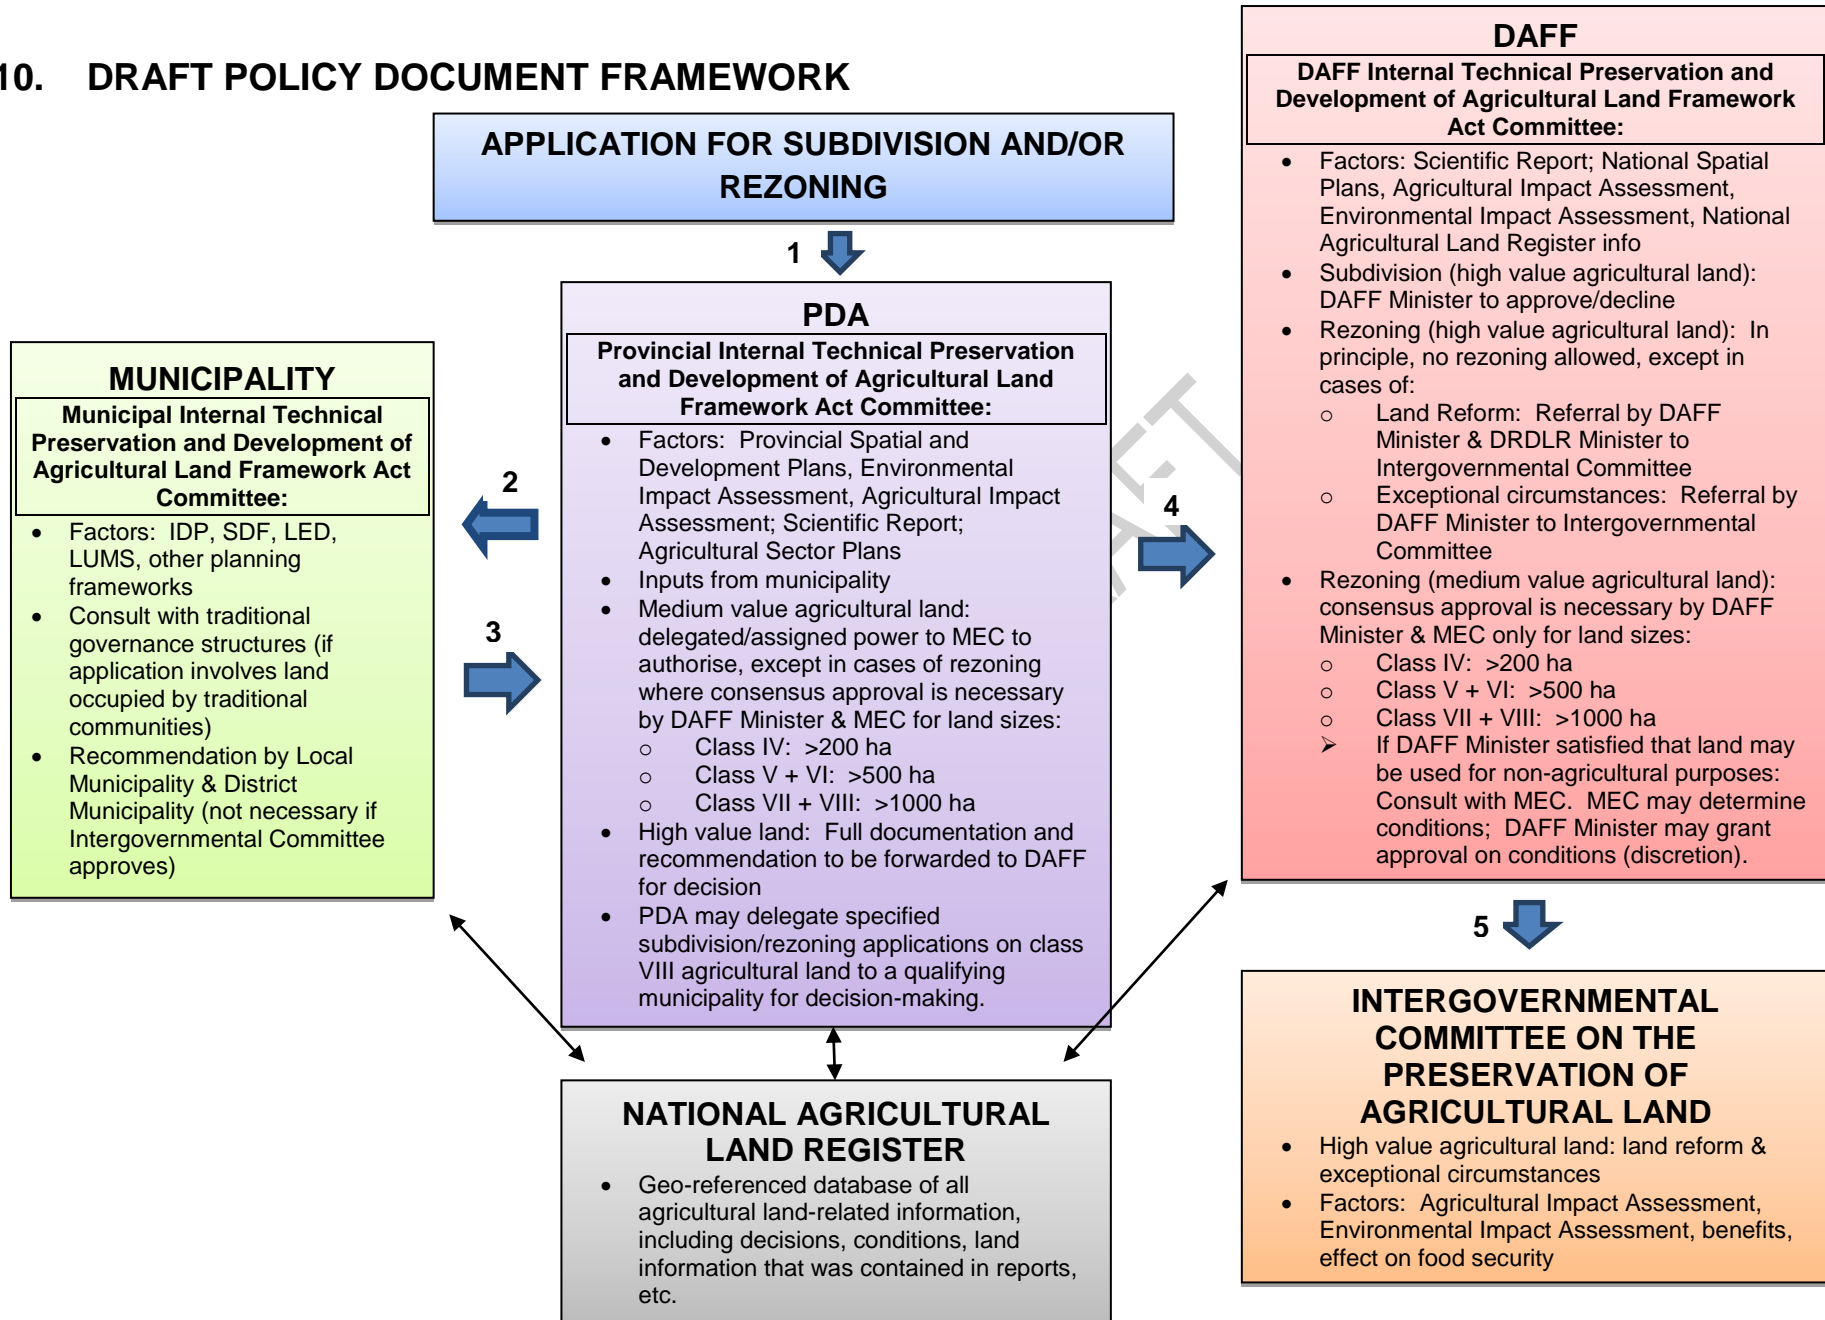 10. DRAFT POLICY DOCUMENT FRAMEWORK
APPLICATION FOR SUBDIVISION AND/OR
REZONING
1
MUNICIPALITY
Municipal Internal Technical
Preservation and Development of
Agricultural Land Framework Act
Committee:
• Factors: IDP, SDF, LED,
LUMS, other planning
frameworks
• Consult with traditional
governance structures (if
application involves land
occupied by traditional
communities)
• Recommendation by Local
Municipality & District
Municipality (not necessary if
Intergovernmental Committee
approves)
2
3
PDA
Provincial Internal Technical Preservation
and Development of Agricultural Land
Framework Act Committee:
• Factors: Provincial Spatial and
Development Plans, Environmental
Impact Assessment, Agricultural Impact
Assessment; Scientific Report;
Agricultural Sector Plans
• Inputs from municipality
• Medium value agricultural land:
delegated/assigned power to MEC to
authorise, except in cases of rezoning
where consensus approval is necessary
by DAFF Minister & MEC for land sizes:
o Class IV: >200 ha
o Class V + VI: >500 ha
o Class VII + VIII: >1000 ha
• High value land: Full documentation and
recommendation to be forwarded to DAFF
for decision
• PDA may delegate specified
subdivision/rezoning applications on class
VIII agricultural land to a qualifying
municipality for decision-making.
4
DAFF
DAFF Internal Technical Preservation and
Development of Agricultural Land Framework
Act Committee:
• Factors: Scientific Report; National Spatial
Plans, Agricultural Impact Assessment,
Environmental Impact Assessment, National
Agricultural Land Register info
• Subdivision (high value agricultural land):
DAFF Minister to approve/decline
• Rezoning (high value agricultural land): In
principle, no rezoning allowed, except in
cases of:
o Land Reform: Referral by DAFF
Minister & DRDLR Minister to
Intergovernmental Committee
o Exceptional circumstances: Referral by
DAFF Minister to Intergovernmental
Committee
• Rezoning (medium value agricultural land):
consensus approval is necessary by DAFF
Minister & MEC only for land sizes:
o Class IV: >200 ha
o Class V + VI: >500 ha
o Class VII + VIII: >1000 ha
➢ If DAFF Minister satisfied that land may
be used for non-agricultural purposes:
Consult with MEC. MEC may determine
conditions; DAFF Minister may grant
approval on conditions (discretion).
5
INTERGOVERNMENTAL
COMMITTEE ON THE
PRESERVATION OF
AGRICULTURAL LAND
• High value agricultural land: land reform &
exceptional circumstances
• Factors: Agricultural Impact Assessment,
Environmental Impact Assessment, benefits,
effect on food security
NATIONAL AGRICULTURAL
LAND REGISTER
• Geo-referenced database of all
agricultural land-related information,
including decisions, conditions, land
information that was contained in reports,
etc.